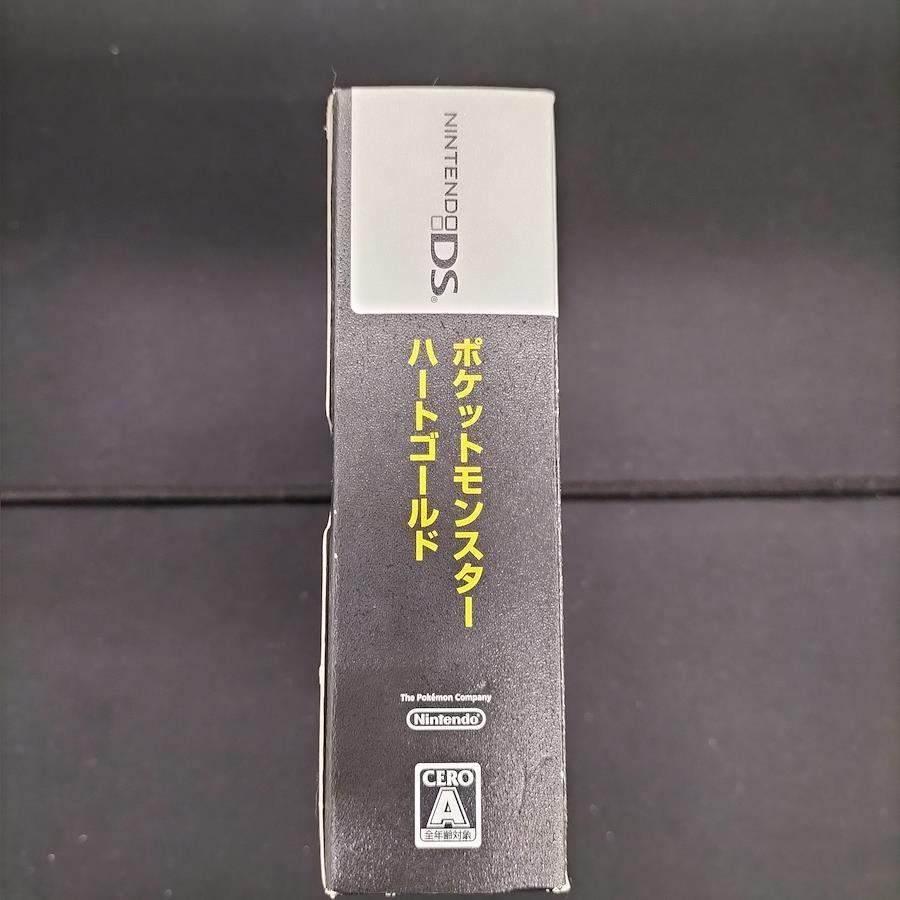 NINTENDO DS®
ポケットモンスター
ハートゴールド
The Pokémon Company
Nintendo®
CERO
A
全年齢対象